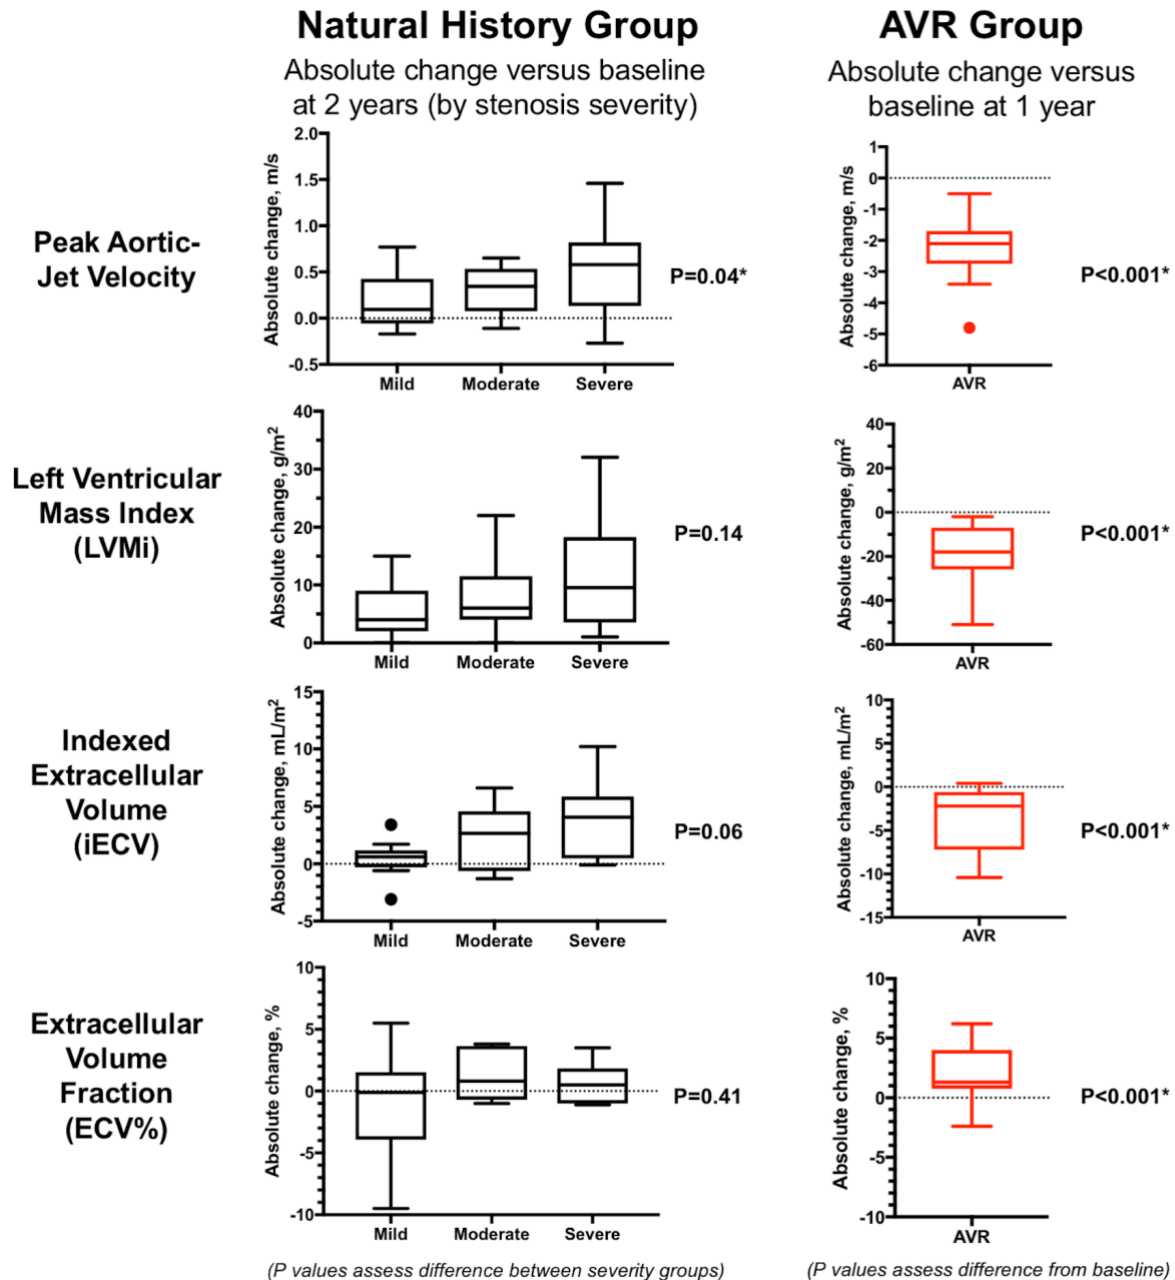 Natural History Group
Absolute change versus baseline
at 2 years (by stenosis severity)
AVR Group
Absolute change versus
baseline at 1 year
Peak Aortic-
Jet Velocity
Absolute change, m/s
2.0
1.5
1.0
0.5
0.0
-0.5
Mild Moderate Severe
P=0.04*
Absolute change, m/s
1
0
-1
-2
-3
-4
-5
-6
AVR
P<0.001*
Left Ventricular
Mass Index
(LVMi)
Absolute change, g/m²
40
30
20
10
0
Mild Moderate Severe
P=0.14
Absolute change, g/m²
40
20
0
-20
-40
-60
AVR
P<0.001*
Indexed
Extracellular
Volume
(iECV)
Absolute change, mL/m²
15
10
5
0
-5
Mild Moderate Severe
P=0.06
Absolute change, mL/m²
10
5
0
-5
-10
-15
AVR
P<0.001*
Extracellular
Volume
Fraction
(ECV%)
Absolute change, %
10
5
0
-5
-10
Mild Moderate Severe
P=0.41
Absolute change, %
10
5
0
-5
-10
AVR
P<0.001*
(P values assess difference between severity groups)
(P values assess difference from baseline)